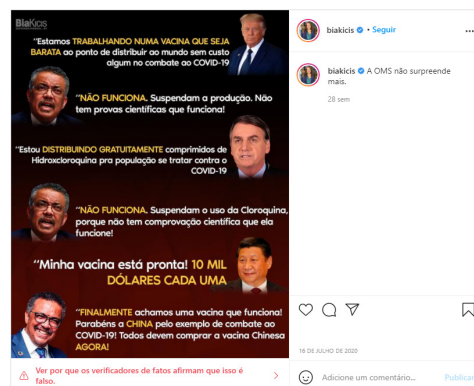 BiaKicis
"Estamos TRABALHANDO NUMA VACINA QUE SEJA
BARATA ao ponto de distribuir ao mundo sem custo
algum no combate ao COVID-19
"NÃO FUNCIONA. Suspendam a produção. Não
tem provas científicas que funciona!
"Estou DISTRIBUINDO GRATUITAMENTE comprimidos de
Hidroxcloroquina pra população se tratar contra o
COVID-19
"NÃO FUNCIONA. Suspendam o uso da Cloroquina,
porque não tem comprovação científica que ela
funcione!
"Minha vacina está pronta! 10 MIL
DÓLARES CADA UMA
"FINALMENTE achamos uma vacina que funciona!
Parabéns a CHINA pelo exemplo de combate ao
COVID-19! Todos devem comprar a vacina Chinesa
AGORA!
Ver por que os verificadores de fatos afirmam que isso é
falso.
biakicis • Seguir
biakicis A OMS não surpreende
mais.
28 sem
16 DE JULHO DE 2020
Adicione um comentário... Publicar